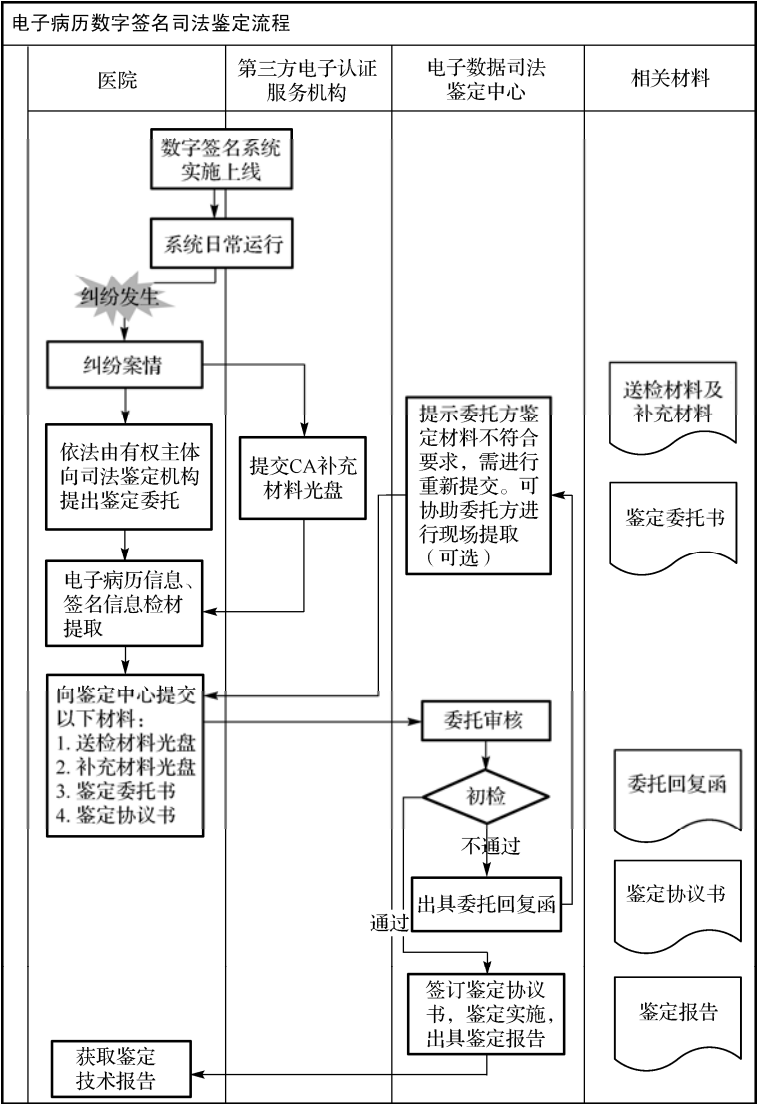 电子病历数字签名司法鉴定流程
医院
第三方电子认证
服务机构
电子数据司法
鉴定中心
相关材料
数字签名系统
实施上线
系统日常运行
纠纷发生
纠纷案情
依法由有权主体
向司法鉴定机构
提出鉴定委托
提交CA补充
材料光盘
提示委托方鉴
定材料不符合
要求，需进行
重新提交。可
协助委托方进
行现场提取
（可选）
送检材料及
补充材料
鉴定委托书
电子病历信息、
签名信息检材
提取
向鉴定中心提交
以下材料：
1. 送检材料光盘
2. 补充材料光盘
3. 鉴定委托书
4. 鉴定协议书
委托审核
初检
不通过
出具委托回复函
通过
签订鉴定协议
书，鉴定实施，
出具鉴定报告
委托回复函
鉴定协议书
鉴定报告
获取鉴定
技术报告